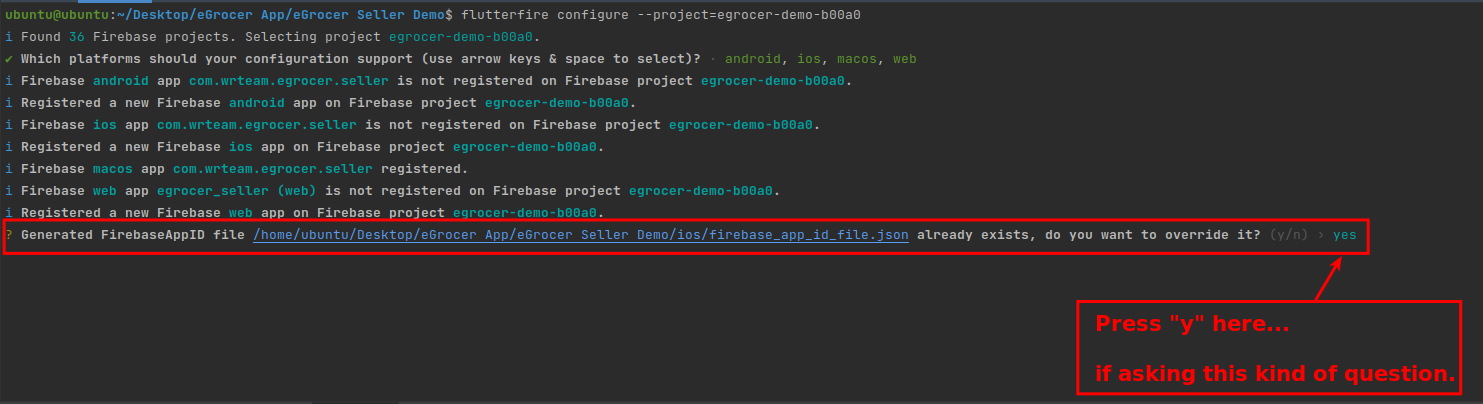 ubuntu@ubuntu:~/Desktop/eGrocer App/eGrocer Seller Demo$ flutterfire configure --project=egrocer-demo-b00a0
i Found 36 Firebase projects. Selecting project egrocer-demo-b00a0.
✔ Which platforms should your configuration support (use arrow keys & space to select)? · android, ios, macos, web
i Firebase android app com.wrteam.egrocer.seller is not registered on Firebase project egrocer-demo-b00a0.
i Registered a new Firebase android app on Firebase project egrocer-demo-b00a0.
i Firebase ios app com.wrteam.egrocer.seller is not registered on Firebase project egrocer-demo-b00a0.
i Registered a new Firebase ios app on Firebase project egrocer-demo-b00a0.
i Firebase macos app com.wrteam.egrocer.seller registered.
i Firebase web app egrocer_seller (web) is not registered on Firebase project egrocer-demo-b00a0.
i Registered a new Firebase web app on Firebase project egrocer-demo-b00a0.
? Generated FirebaseAppID file /home/ubuntu/Desktop/eGrocer App/eGrocer Seller Demo/ios/firebase_app_id_file.json already exists, do you want to override it? (y/n) › yes
Press "y" here...
if asking this kind of question.